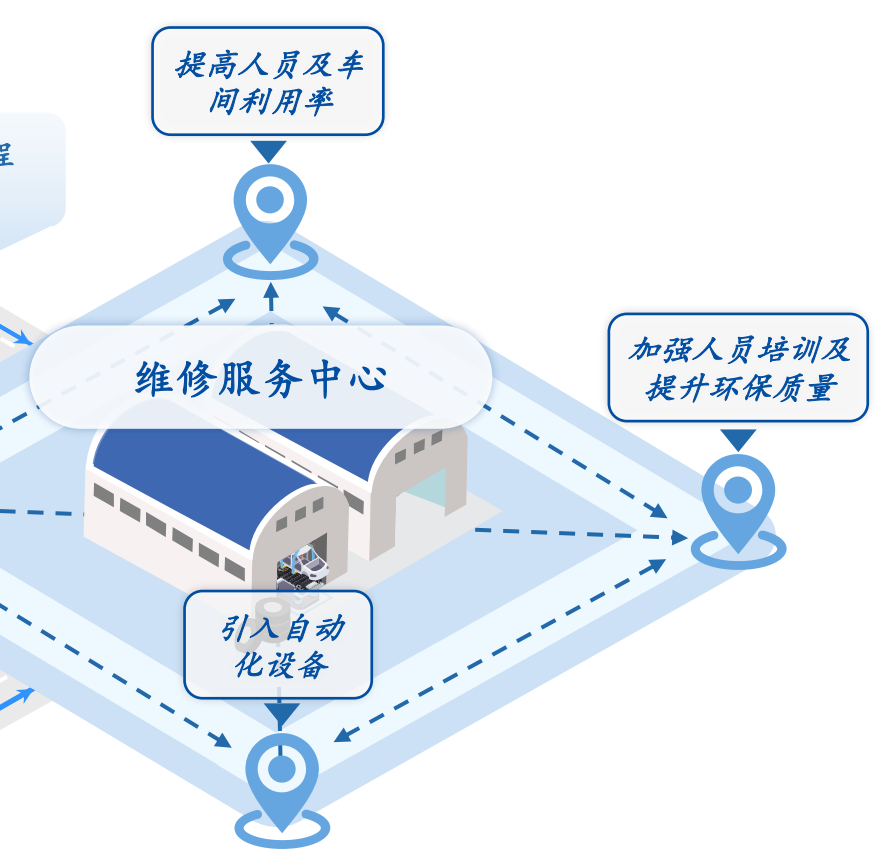 提高人员及车
间利用率
程
加强人员培训及
提升环保质量
维修服务中心
引入自动
化设备